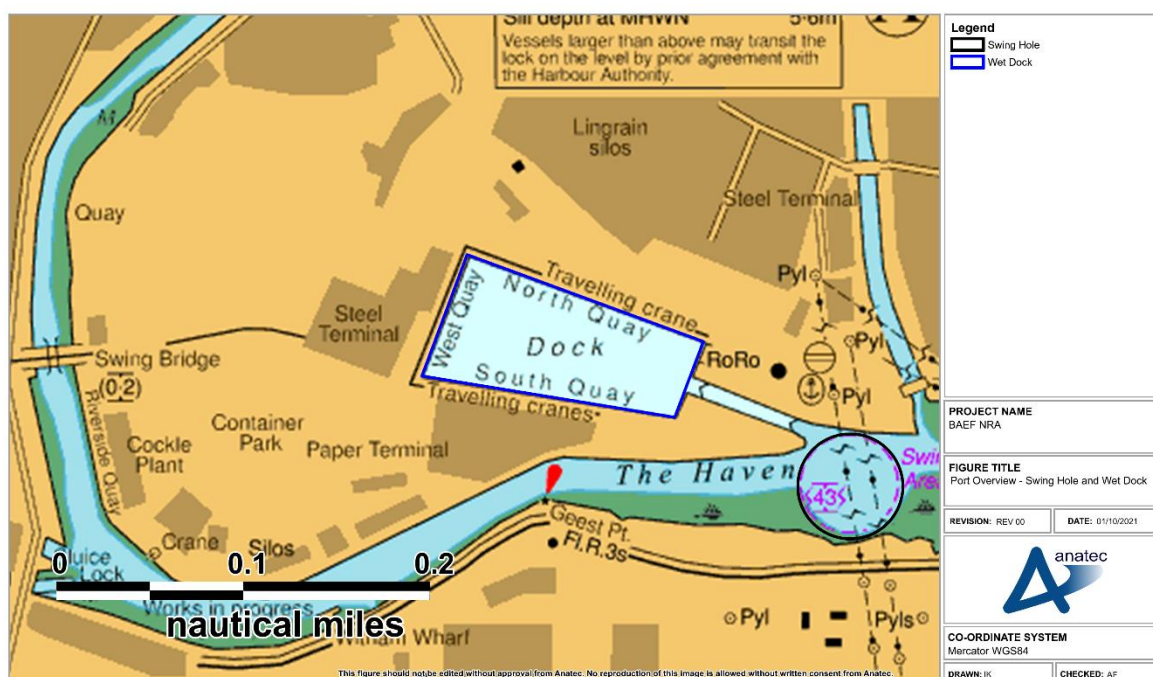 Sill depth at MHWN 5·6m
Vessels larger than above may transit the
lock on the level by prior agreement with
the Harbour Authority.
Lingrain
silos
Steel Terminal
Quay
Pyl
Travelling crane
North Quay
West Quay
Steel
Terminal
Dock
RoRo
Pyl
Swing Bridge
(0·2)
South Quay
Travelling cranes
Pyl
Riverside Quay
Container
Park
Cockle
Plant
Paper Terminal
The Haven
Swin
Area
43
Geest Pt.
Fl.R.3s
Crane
Silos
Sluice
Lock
0 0.1 0.2
Works in progress
nautical miles
Witham Wharf
Pyl
Pyls
This figure should not be edited without approval from Anatec. No reproduction of this image is allowed without written consent from Anatec.
Legend
Swing Hole
Wet Dock
PROJECT NAME
BAEF NRA
FIGURE TITLE
Port Overview - Swing Hole and Wet Dock
REVISION: REV 00 DATE: 01/10/2021
anatec
CO-ORDINATE SYSTEM
Mercator WGS84
DRAWN: IK CHECKED: AF